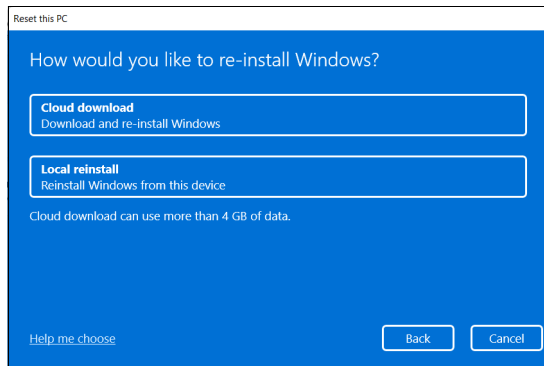 Reset this PC
How would you like to re-install Windows?
Cloud download
Download and re-install Windows
Local reinstall
Reinstall Windows from this device
Cloud download can use more than 4 GB of data.
Help me choose
Back
Cancel